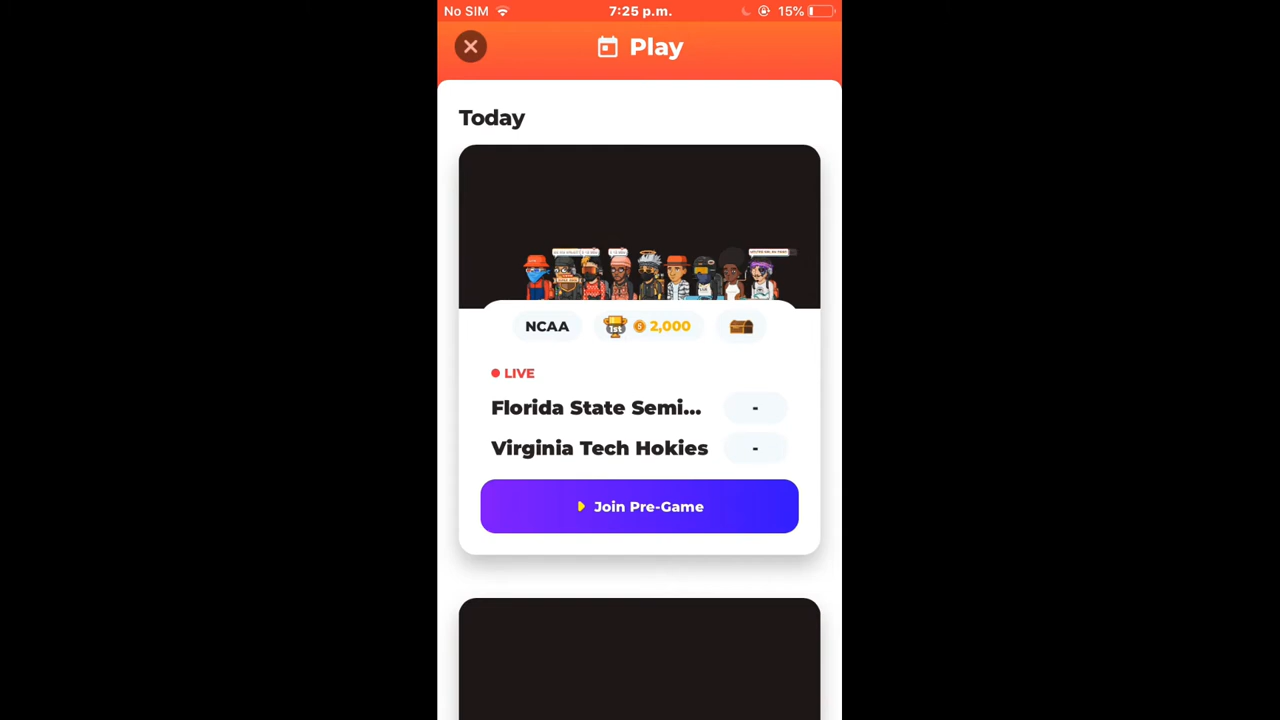 No SIM 7:25 p.m. 15%
Play
Today
NCAA 1st 2,000
LIVE
Florida State Semi... -
Virginia Tech Hokies -
Join Pre-Game